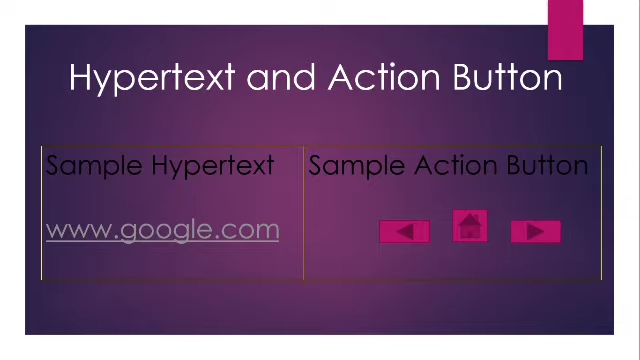 Hypertext and Action Button
Sample Hypertext
www.google.com
Sample Action Button